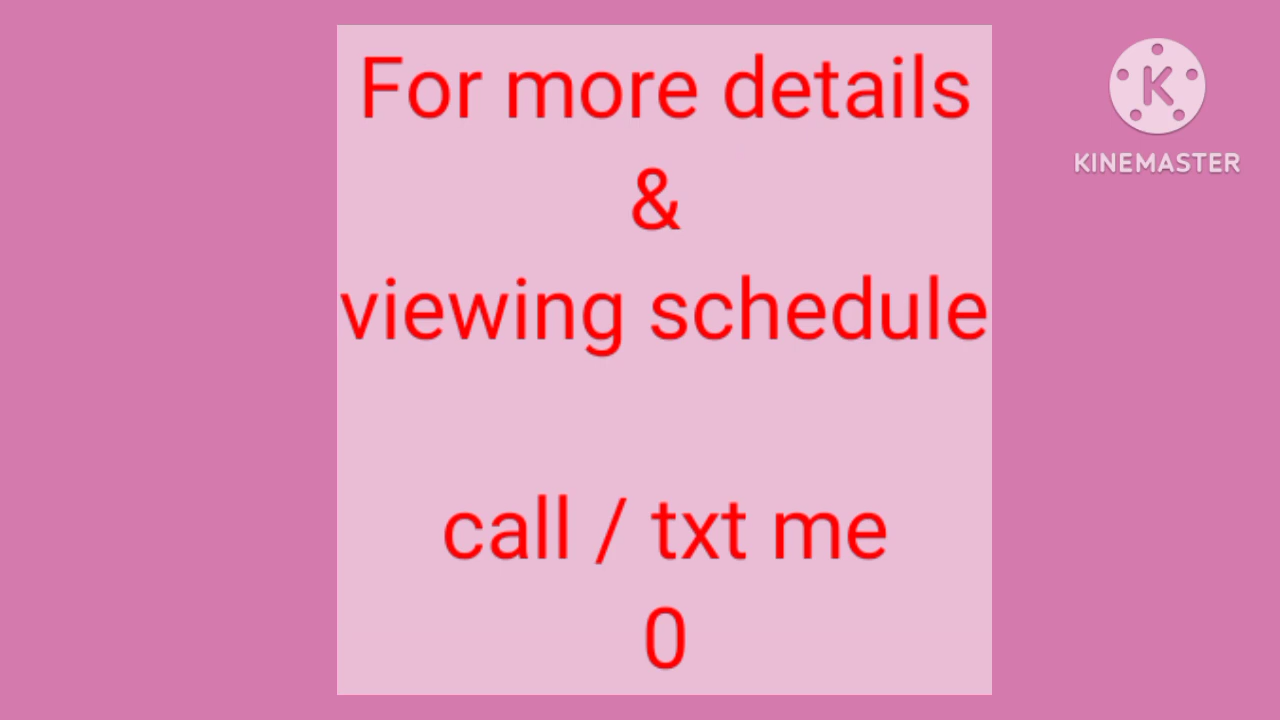 For more details
&
viewing schedule
call / txt me
0
K
KINEMASTER